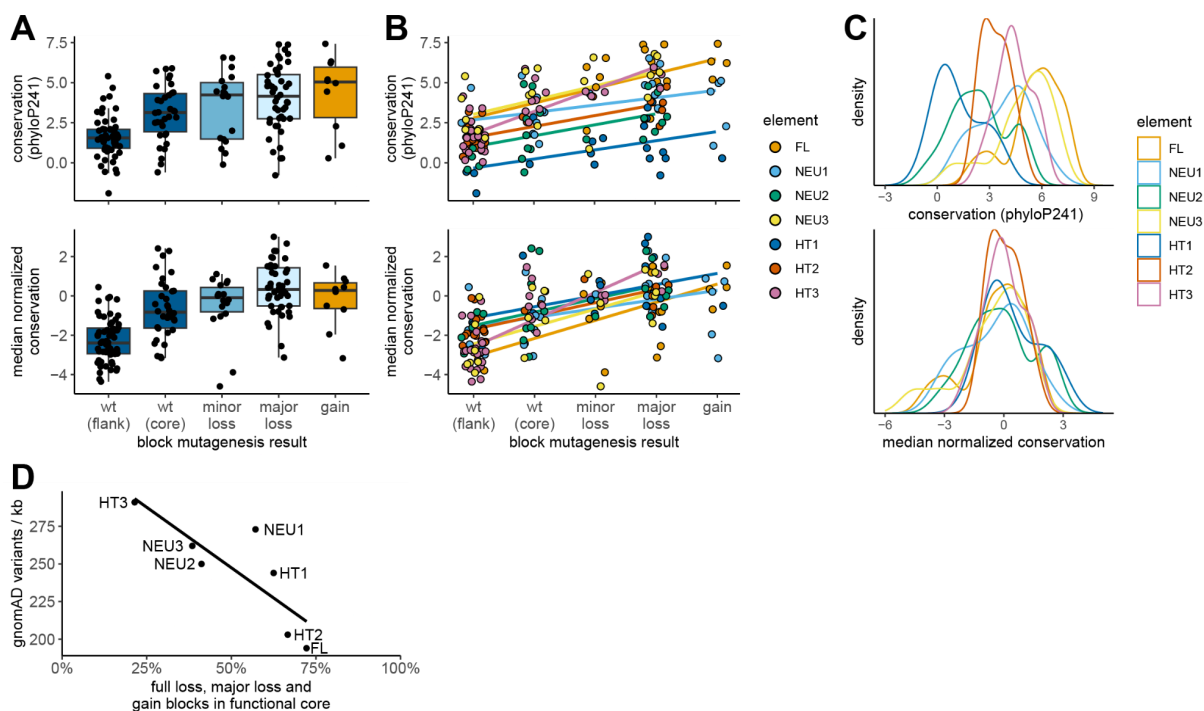 A
conservation
(phyloP241)
7.5
5.0
2.5
0.0
median normalized
conservation
2
0
−2
−4
wt
(flank)
wt
(core)
minor
loss
major
loss
gain
block mutagenesis result
B
conservation
(phyloP241)
7.5
5.0
2.5
0.0
median normalized
conservation
2
0
−2
−4
wt
(flank)
wt
(core)
minor
loss
major
loss
gain
block mutagenesis result
element
FL
NEU1
NEU2
NEU3
HT1
HT2
HT3
C
density
−3
0
3
6
9
conservation (phyloP241)
density
−6
−3
0
3
median normalized conservation
element
FL
NEU1
NEU2
NEU3
HT1
HT2
HT3
D
gnomAD variants / kb
275
250
225
200
HT3
NEU1
NEU3
NEU2
HT1
HT2
FL
0%
25%
50%
75%
100%
full loss, major loss and
gain blocks in functional core